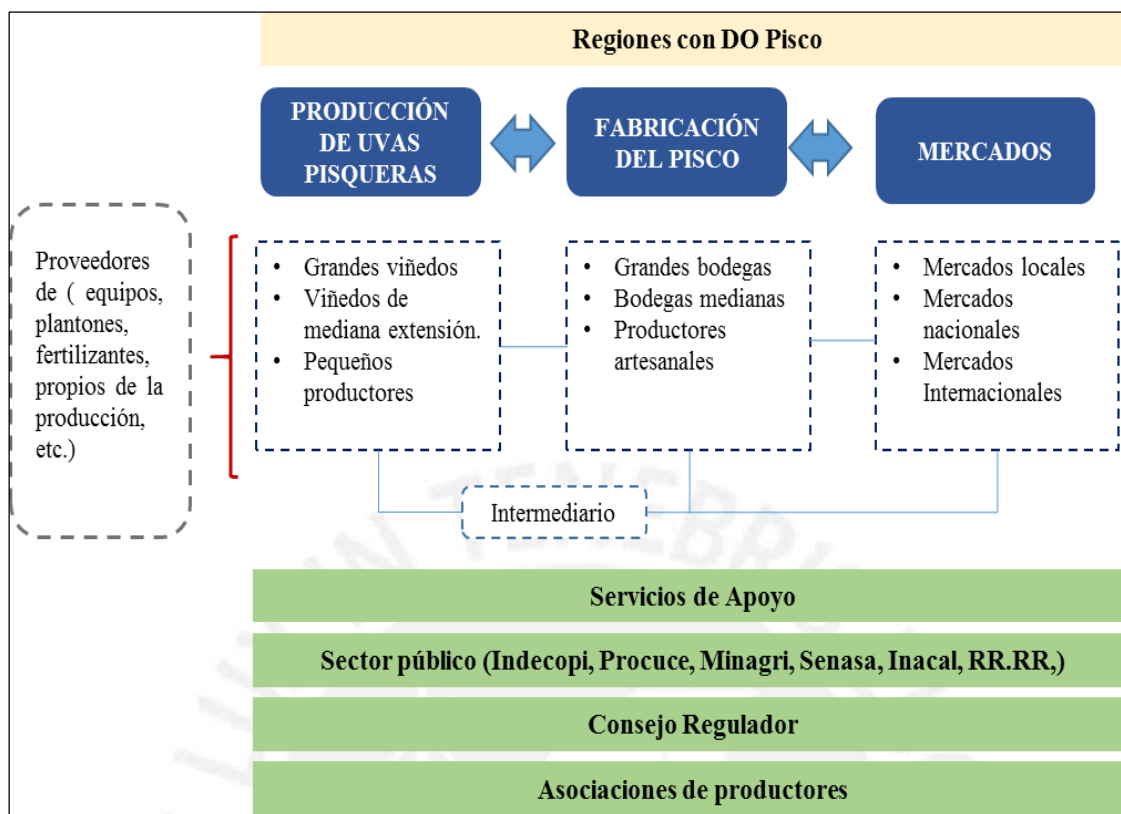 Regiones con DO Pisco
PRODUCCIÓN
DE UVAS
PISQUERAS
FABRICACIÓN
DEL PISCO
MERCADOS
Proveedores
de ( equipos,
plantones,
fertilizantes,
propios de la
producción,
etc.)
• Grandes viñedos
• Viñedos de
mediana extensión.
• Pequeños
productores
• Grandes bodegas
• Bodegas medianas
• Productores
artesanales
• Mercados locales
• Mercados
nacionales
• Mercados
Internacionales
Intermediario
Servicios de Apoyo
Sector público (Indecopi, Procuce, Minagri, Senasa, Inacal, RR.RR,)
Consejo Regulador
Asociaciones de productores
TENEBRIS